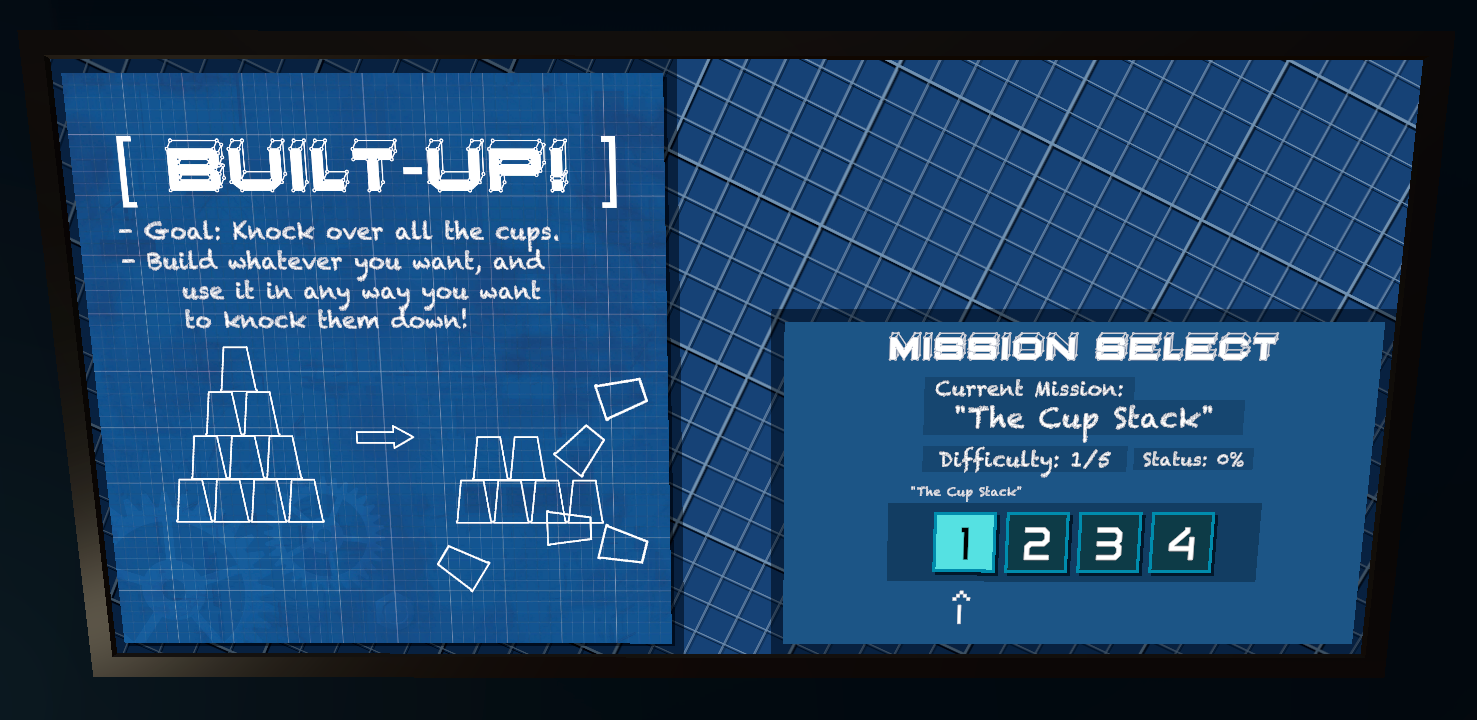 [ BUILT-UP! ]
- Goal: Knock over all the cups.
- Build whatever you want, and
use it in any way you want
to knock them down!
MISSION SELECT
Current Mission:
"The Cup Stack"
Difficulty: 1/5 Status: 0%
"The Cup Stack"
1 2 3 4